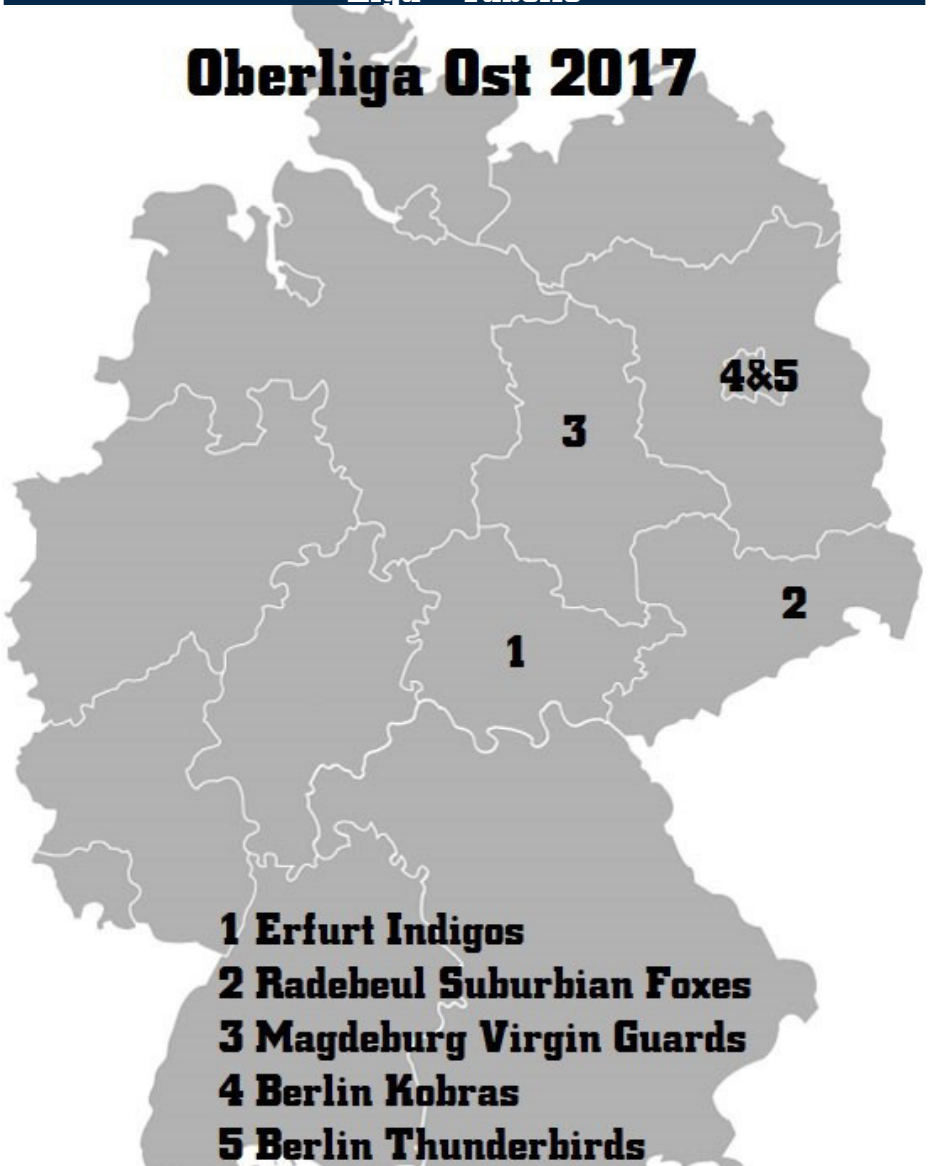 Oberliga Ost 2017
4&5
3
2
1
1 Erfurt Indigos
2 Radebeul Suburbian Foxes
3 Magdeburg Virgin Guards
4 Berlin Kobras
5 Berlin Thunderbirds